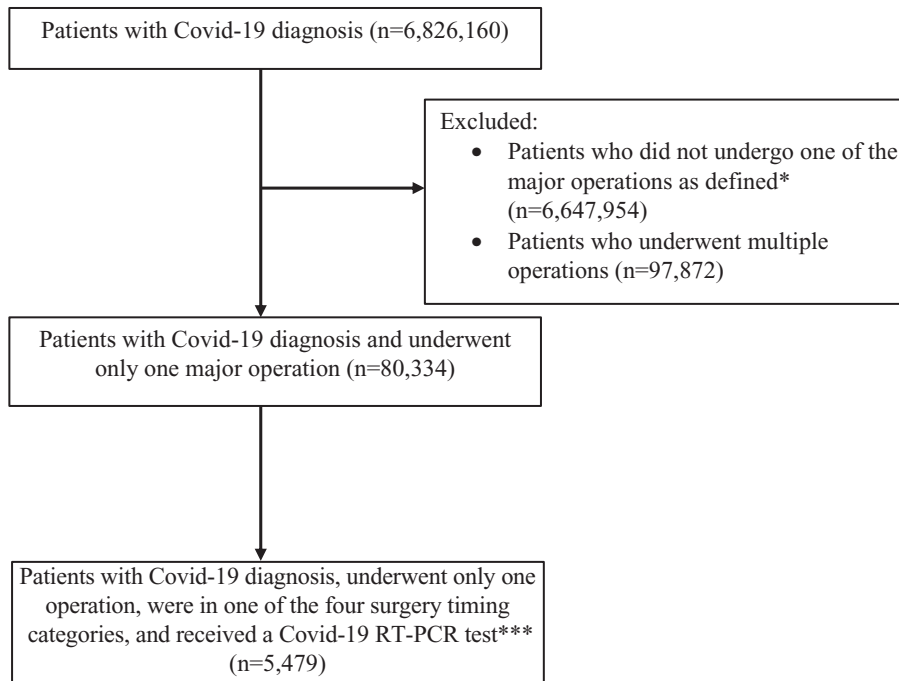 Patients with Covid-19 diagnosis (n=6,826,160)
Excluded:
• Patients who did not undergo one of the
major operations as defined*
(n=6,647,954)
• Patients who underwent multiple
operations (n=97,872)
Patients with Covid-19 diagnosis and underwent
only one major operation (n=80,334)
Patients with Covid-19 diagnosis, underwent only one
operation, were in one of the four surgery timing
categories, and received a Covid-19 RT-PCR test***
(n=5,479)